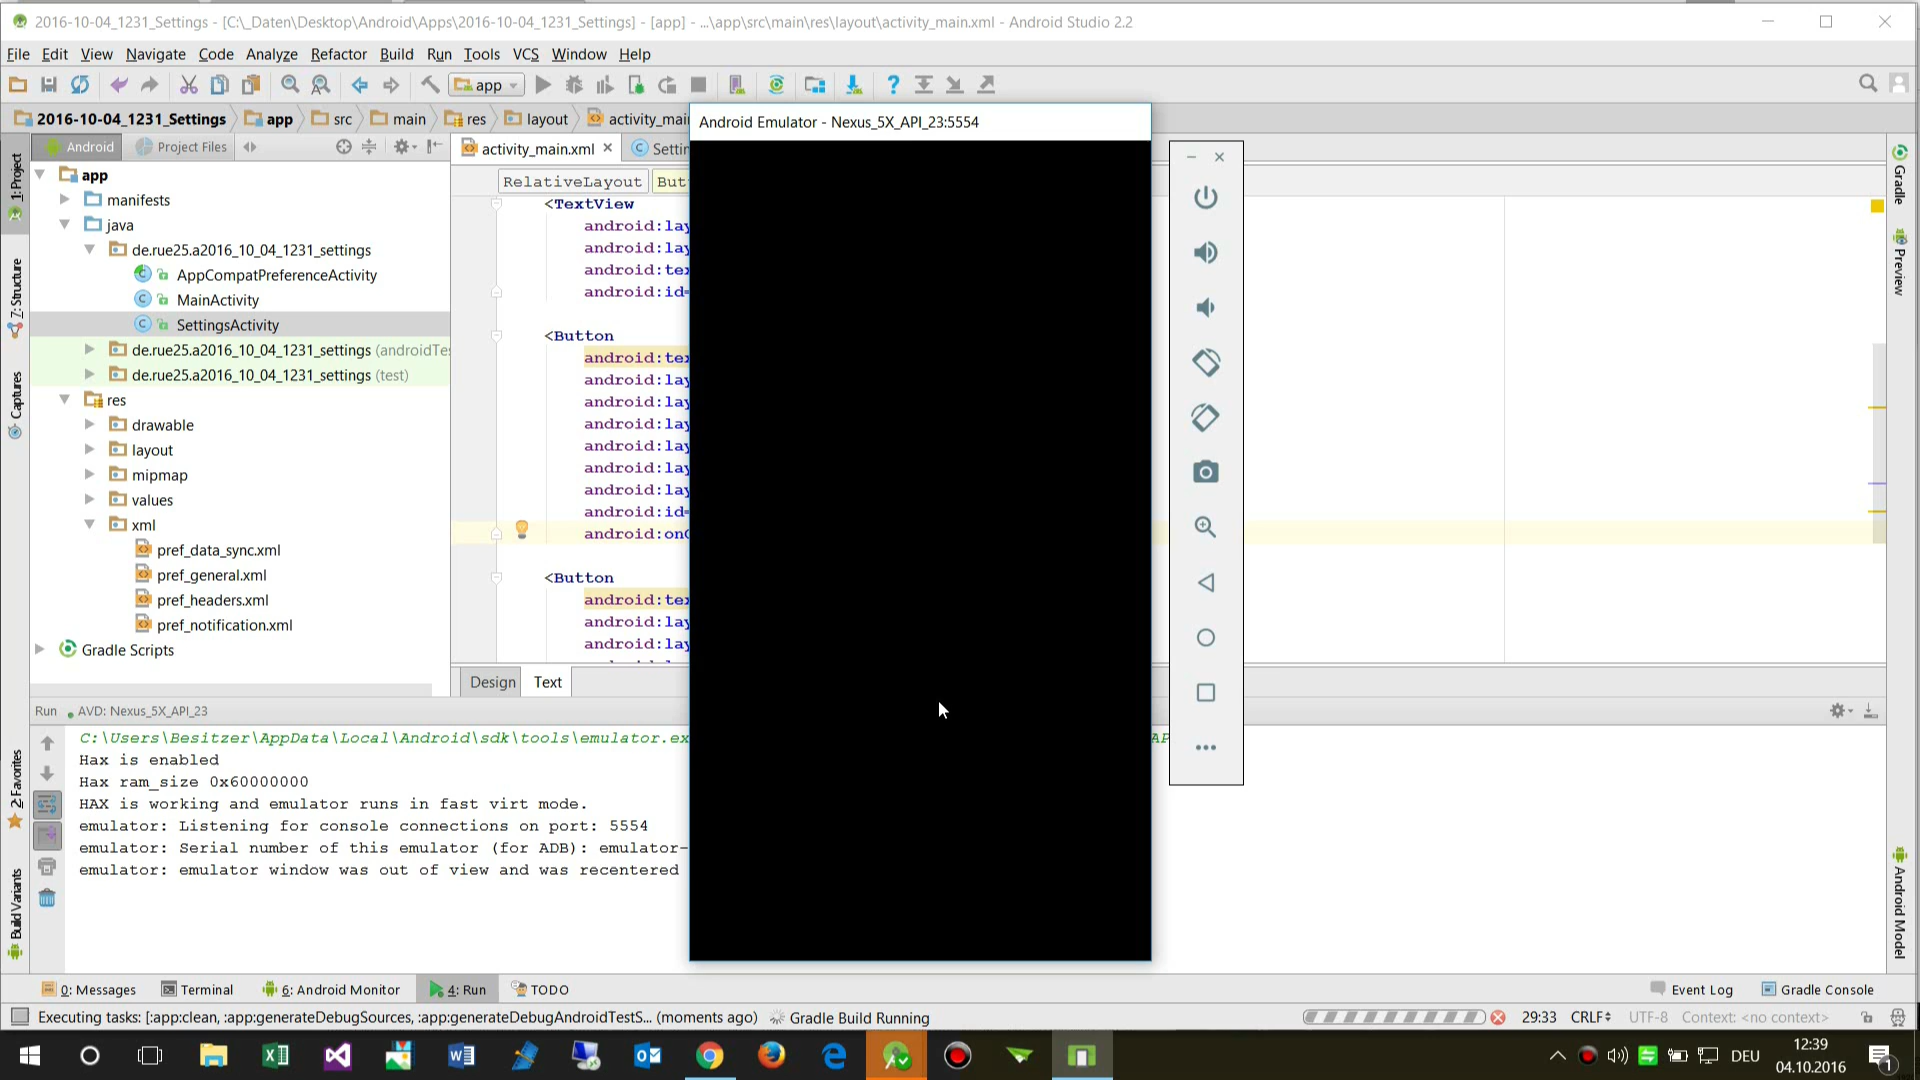 2016-10-04_1231_Settings - [C:\_Daten\Desktop\Android\Apps\2016-10-04_1231_Settings] - [app] - ...\app\src\main\res\layout\activity_main.xml - Android Studio 2.2
File Edit View Navigate Code Analyze Refactor Build Run Tools VCS Window Help
app
2016-10-04_1231_Settings app src main res layout activity_mai
Android Emulator - Nexus_5X_API_23:5554
Android Project Files
activity_main.xml Settin
RelativeLayout Butt
1: Project
7: Structure
Captures
2: Favorites
Build Variants
app
manifests
java
de.rue25.a2016_10_04_1231_settings
AppCompatPreferenceActivity
MainActivity
SettingsActivity
de.rue25.a2016_10_04_1231_settings (androidTe
de.rue25.a2016_10_04_1231_settings (test)
res
drawable
layout
mipmap
values
xml
pref_data_sync.xml
pref_general.xml
pref_headers.xml
pref_notification.xml
Gradle Scripts
<TextView
android:lay
android:lay
android:tex
android:id=
<Button
android:tex
android:lay
android:lay
android:lay
android:lay
android:lay
android:lay
android:id=
android:onC
<Button
android:tex
android:lay
android:lay
Design Text
Gradle
Preview
Android Model
Run AVD: Nexus_5X_API_23
C:\Users\Besitzer\AppData\Local\Android\sdk\tools\emulator.ex AP
Hax is enabled
Hax ram_size 0x60000000
HAX is working and emulator runs in fast virt mode.
emulator: Listening for console connections on port: 5554
emulator: Serial number of this emulator (for ADB): emulator-
emulator: emulator window was out of view and was recentered
0: Messages Terminal 6: Android Monitor 4: Run TODO Event Log Gradle Console
Executing tasks: [:app:clean, :app:generateDebugSources, :app:generateDebugAndroidTestS... (moments ago) Gradle Build Running 29:33 CRLF UTF-8 Context: <no context>
DEU
12:39
04.10.2016
1